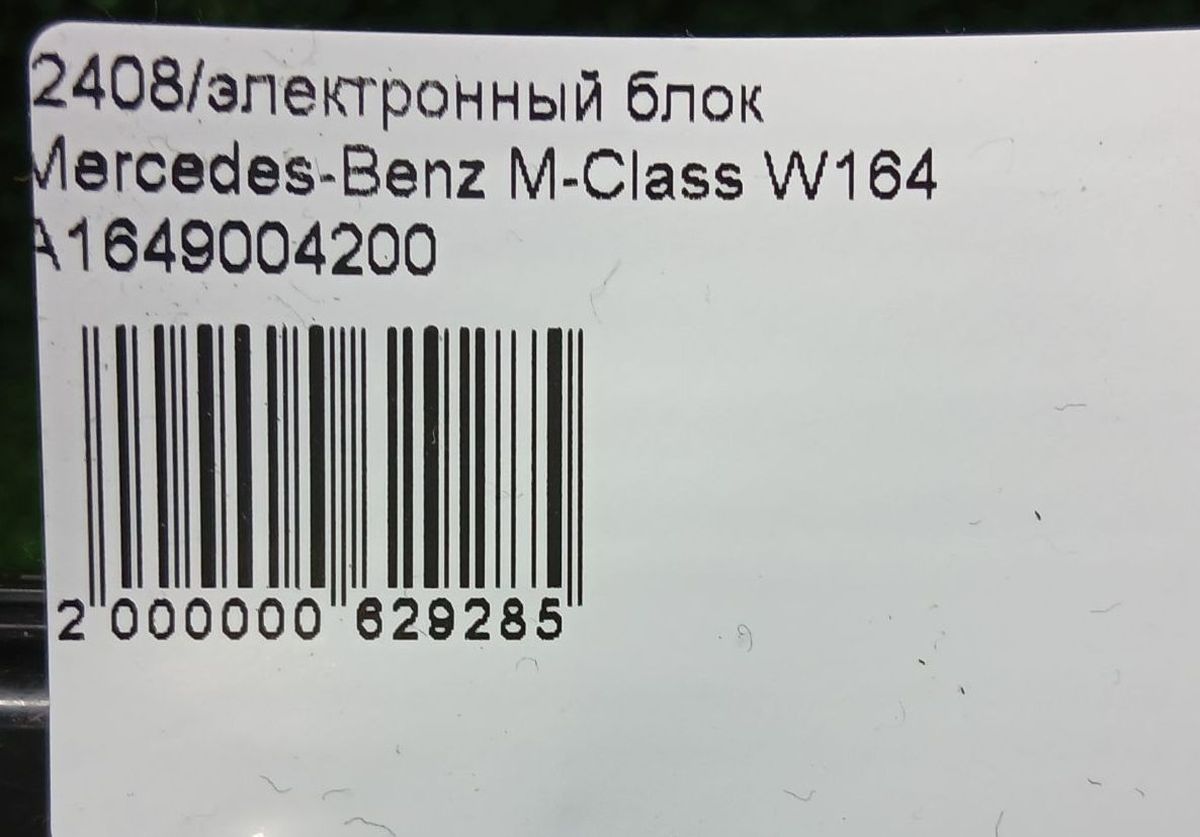 2408/электронный блок
Mercedes-Benz M-Class W164
A1649004200
2 000000 629285